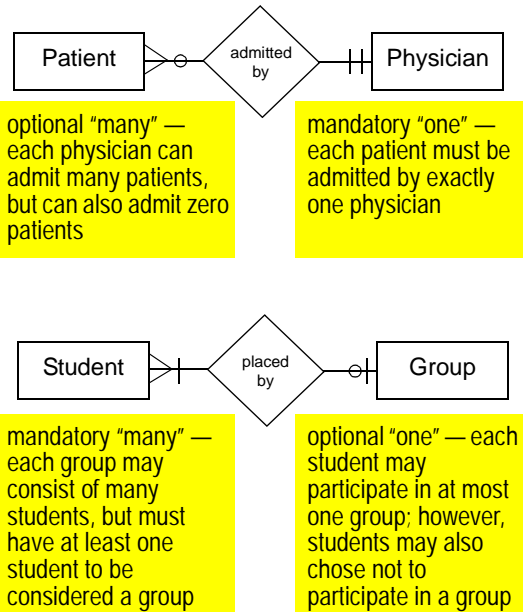 Patient
admitted
by
Physician
optional “many” —
each physician can
admit many patients,
but can also admit zero
patients
mandatory “one” —
each patient must be
admitted by exactly
one physician
Student
placed
by
Group
mandatory “many” —
each group may
consist of many
students, but must
have at least one
student to be
considered a group
optional “one” — each
student may
participate in at most
one group; however,
students may also
chose not to
participate in a group